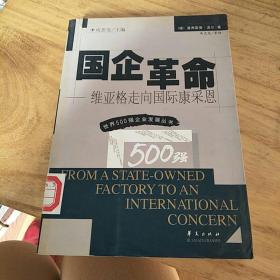 国企革命
——维亚格走向国际康采恩
世界500强企业发展丛书
500强
FROM A STATE-OWNED
FACTORY TO AN
INTERNATIONAL
CONCERN
华夏出版社